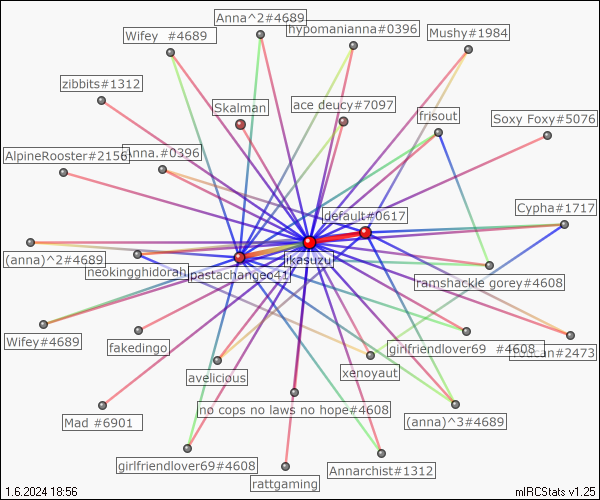 Anna^2#4689
Wifey  #4689
hypomanianna#0396
Mushy#1984
zibbits#1312
Skalman
ace deucy#7097
frisout
Soxy Foxy#5076
AlpineRooster#2156
Anna.#0396
default#0617
Cypha#1717
(anna)^2#4689
neokingghidorah
pastachangeo41
ikasuzu
ramshackle gorey#4608
Wifey#4689
fakedingo
girlfriendlover69  #4608
#2473
avelicious
xenoyaut
Mad #6901
no cops no laws no hope#4608
(anna)^3#4689
girlfriendlover69#4608
Annarchist#1312
rattgaming
1.6.2024 18:56
mIRCStats v1.25